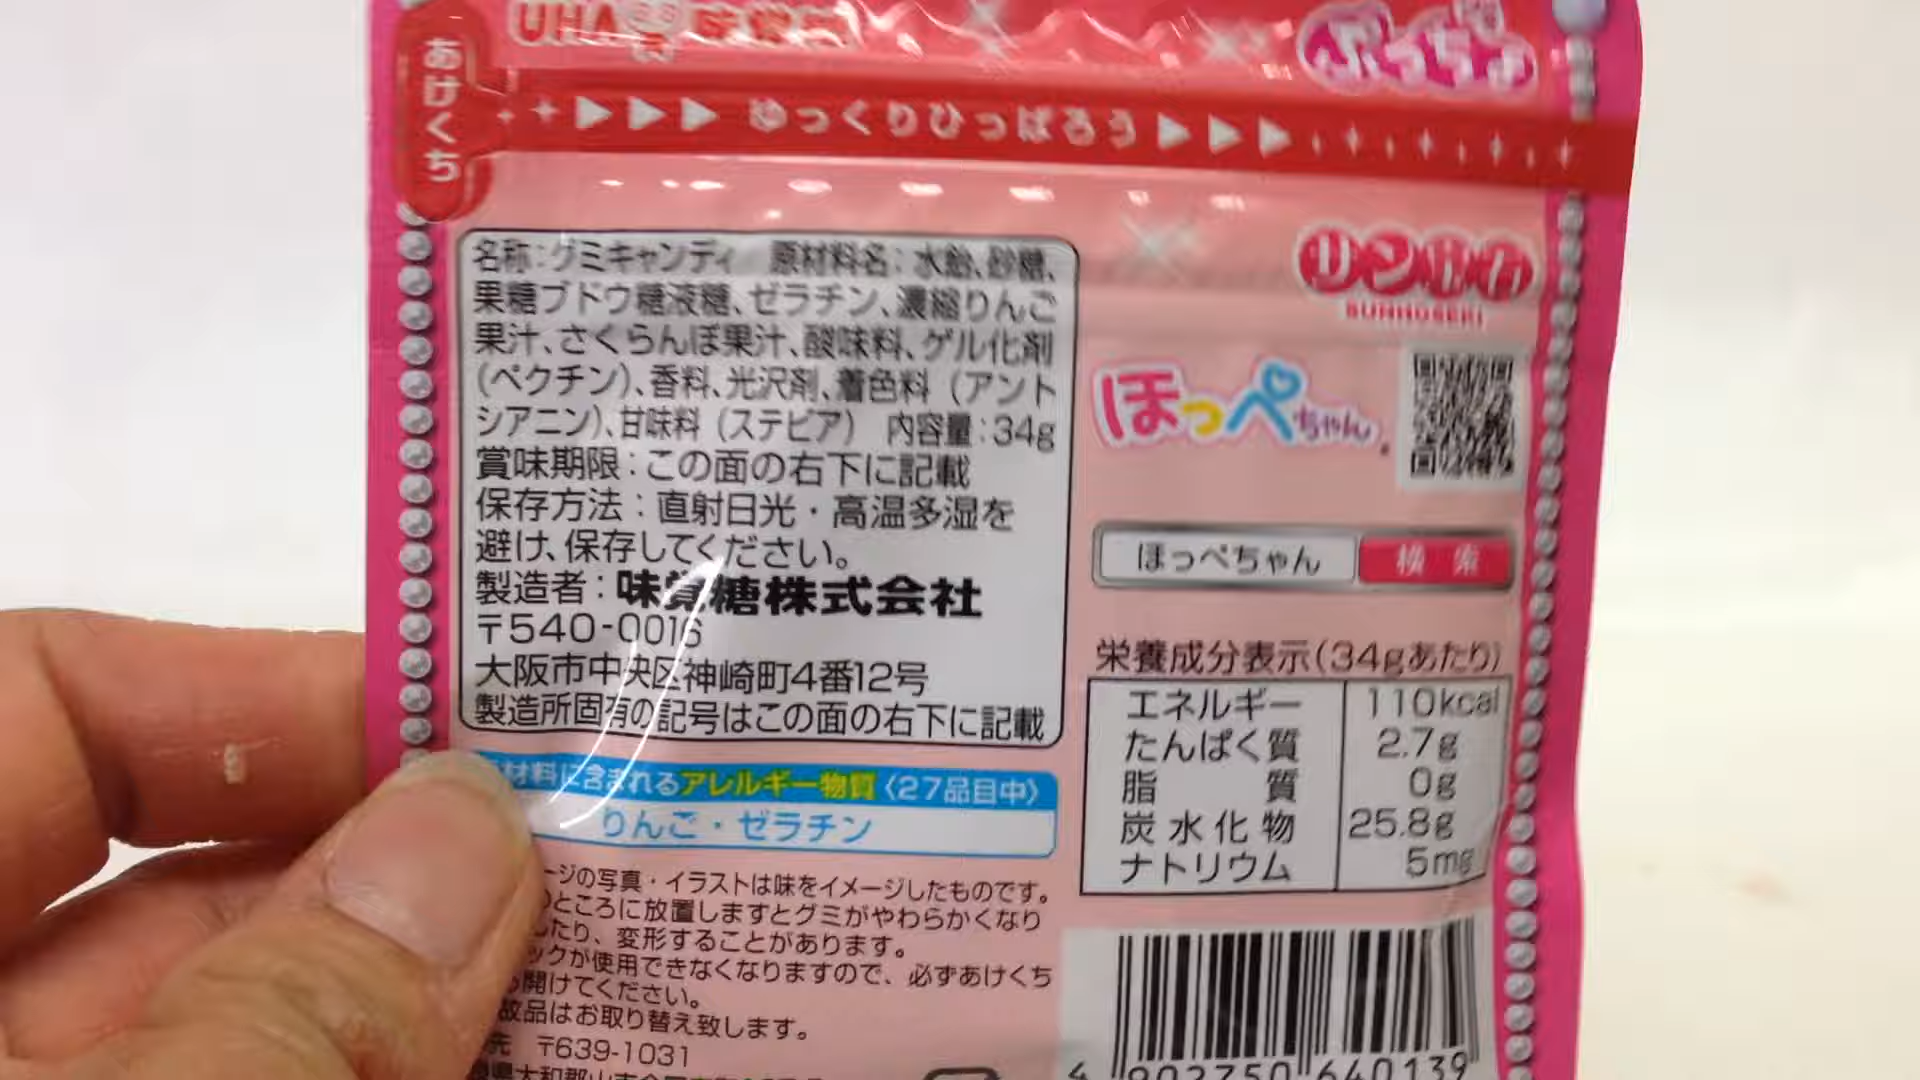 あけくち
UHA味覚糖
ぷっちょ
ゆっくりひっぱろう
名称:グミキャンディ 原材料名:水飴、砂糖、
果糖ブドウ糖液糖、ゼラチン、濃縮りんご
果汁、さくらんぼ果汁、酸味料、ゲル化剤
(ペクチン)、香料、光沢剤、着色料(アント
シアニン)、甘味料(ステビア) 内容量:34g
賞味期限:この面の右下に記載
保存方法:直射日光・高温多湿を
避け、保存してください。
製造者:味覚糖株式会社
〒540-0016
大阪市中央区神崎町4番12号
製造所固有の記号はこの面の右下に記載
材料に含まれるアレルギー物質〈27品目中〉
りんご・ゼラチン
ージの写真・イラストは味をイメージしたものです。
ところに放置しますとグミがやわらかくなり
たり、変形することがあります。
ックが使用できなくなりますので、必ずあけくち
開けてください。
故品はお取り替え致します。
先 〒639-1031
SUNHOSEKI
ほっぺちゃん
ほっぺちゃん 検索
栄養成分表示(34gあたり)
エネルギー 110kcal
たんぱく質 2.7g
脂質 0g
炭水化物 25.8g
ナトリウム 5mg
4 902750 640139